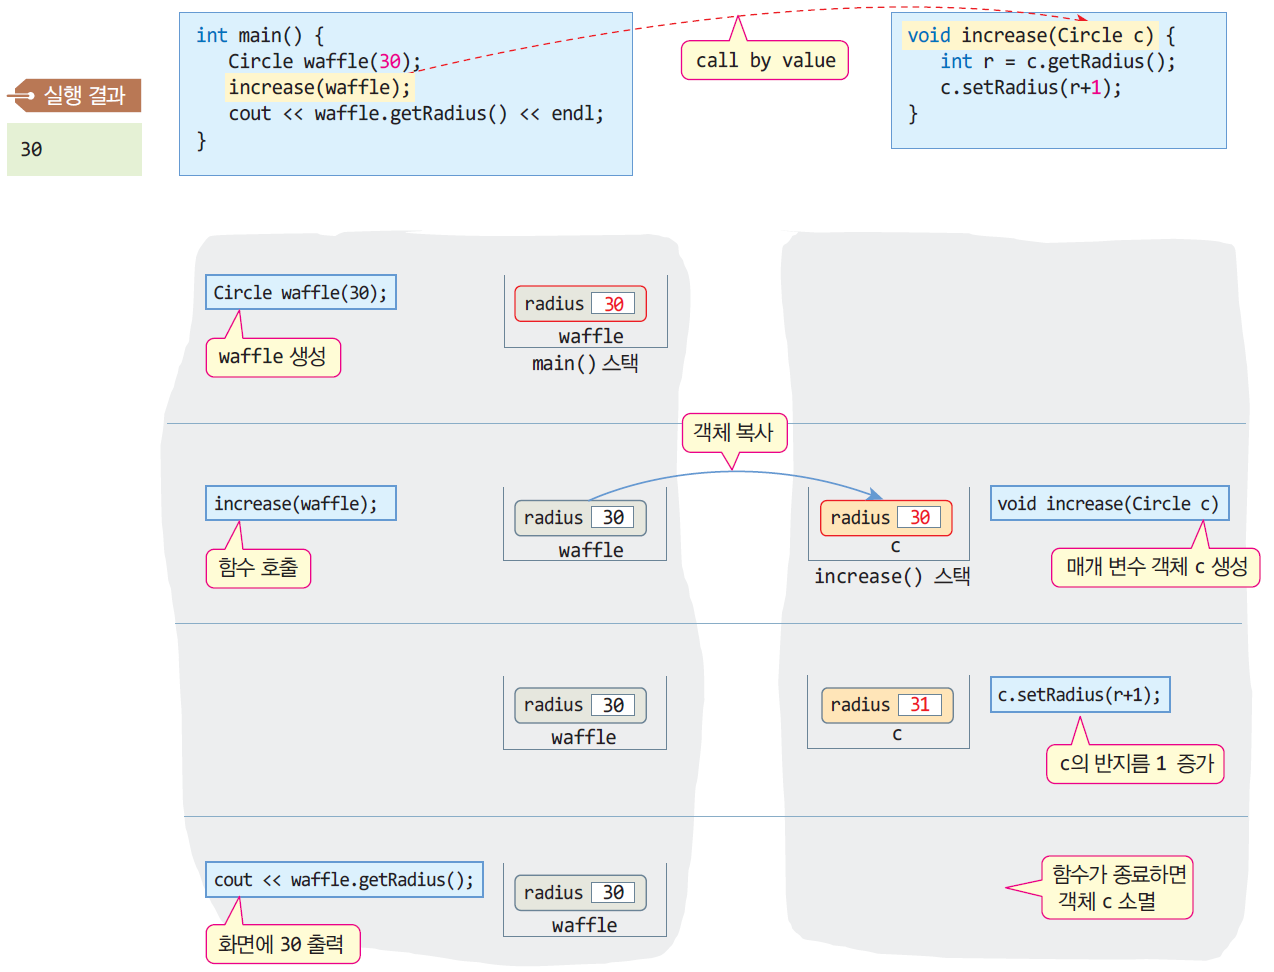 int main() {
Circle waffle(30);
increase(waffle);
cout << waffle.getRadius() << endl;
}
call by value
void increase(Circle c) {
int r = c.getRadius();
c.setRadius(r+1);
}
실행 결과
30
Circle waffle(30);
waffle 생성
radius 30
waffle
main() 스택
객체 복사
increase(waffle);
함수 호출
radius 30
waffle
radius 30
c
increase() 스택
void increase(Circle c)
매개 변수 객체 c 생성
radius 30
waffle
radius 31
c
c.setRadius(r+1);
c의 반지름 1 증가
cout << waffle.getRadius();
화면에 30 출력
radius 30
waffle
함수가 종료하면
객체 c 소멸